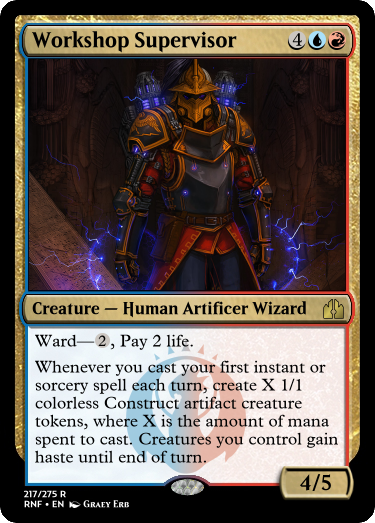 Workshop Supervisor 4
Creature — Human Artificer Wizard
Ward—2, Pay 2 life.
Whenever you cast your first instant or
sorcery spell each turn, create X 1/1
colorless Construct artifact creature
tokens, where X is the amount of mana
spent to cast. Creatures you control gain
haste until end of turn.
4/5
217/275 R
RNF • EN Graey Erb